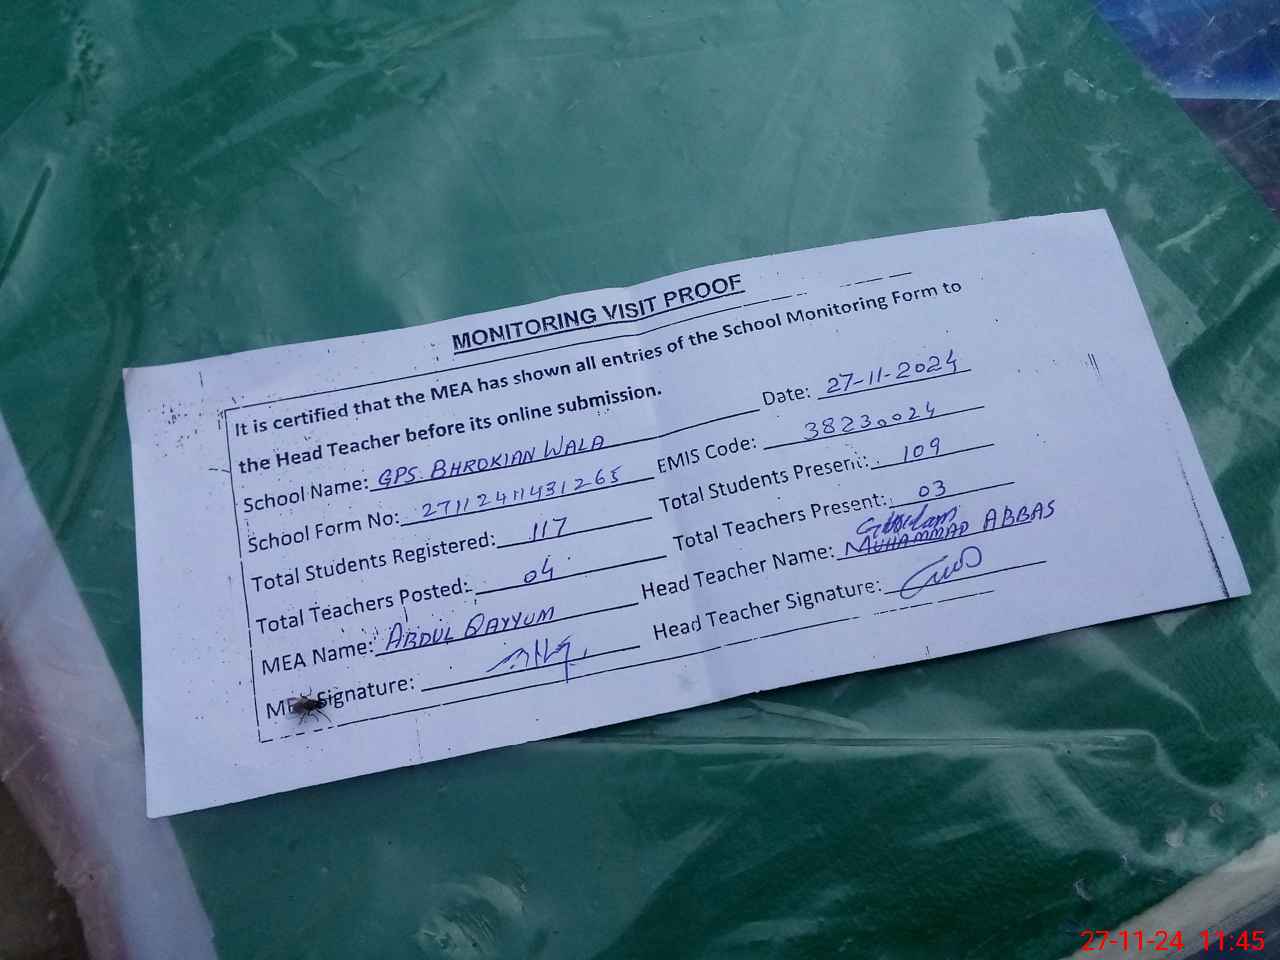 MONITORING VISIT PROOF
It is certified that the MEA has shown all entries of the School Monitoring Form to
the Head Teacher before its online submission.
Date: 27-11-2024
School Name: GPS. BHROKIAN WALA
EMIS Code: 38230024
School Form No: 2711241143126 5
Total Students Present: 109
Total Students Registered: 117
Total Teachers Present: 03
Total Teachers Posted: 04
Head Teacher Name: Ghulam ABBAS
MEA Name: ABDUL QAYYUM
Head Teacher Signature:
MEA Signature:
27-11-24 11:45